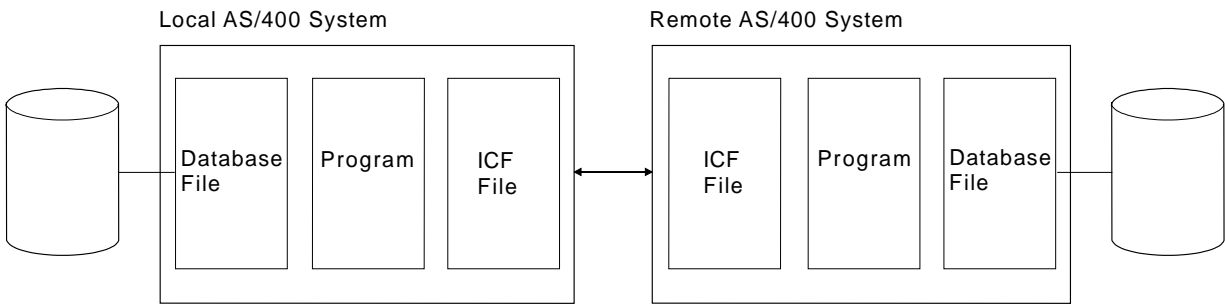 Local AS/400 System
Remote AS/400 System
Database
File
Program
ICF
File
ICF
File
Program
Database
File